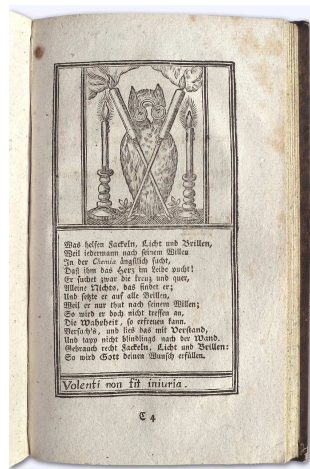 Was helfen Fackeln, Licht und Brillen,
Weil iedermann nach seinem Willen
In der Chemia ängstlich sucht,
Daß ihm das Herz im Leibe pucht!
Er suchet zwar die kreuz und quer,
Alleine Nichts, das findet er;
Und setzte er auf alle Brillen,
Weil er nur that nach seinem Willen;
So wird er doch nicht treffen an,
Die Wahrheit, so erfreuen kann.
Versuch's, und lies das mit Verstand,
Und tapp nicht blindlings nach der Wand.
Gebrauch recht Fackeln, Licht und Brillen:
So wird Gott deinen Wunsch erfüllen.
Volenti non fit iniuria.
C 4